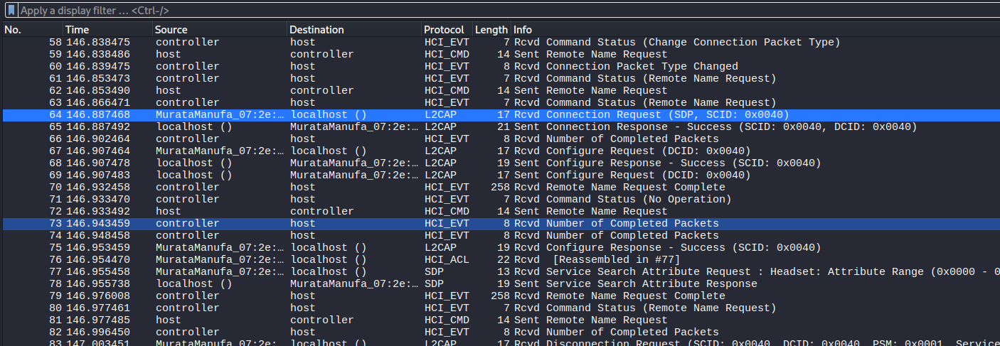 Apply a display filter … <Ctrl-/>
No. Time Source Destination Protocol Length Info
58 146.838475 controller host HCI_EVT 7 Rcvd Command Status (Change Connection Packet Type)
59 146.838486 host controller HCI_CMD 14 Sent Remote Name Request
60 146.839475 controller host HCI_EVT 8 Rcvd Connection Packet Type Changed
61 146.853473 controller host HCI_EVT 7 Rcvd Command Status (Remote Name Request)
62 146.853490 host controller HCI_CMD 14 Sent Remote Name Request
63 146.866471 controller host HCI_EVT 7 Rcvd Command Status (Remote Name Request)
64 146.887468 MurataManufa_07:2e:… localhost () L2CAP 17 Rcvd Connection Request (SDP, SCID: 0x0040)
65 146.887492 localhost () MurataManufa_07:2e:… L2CAP 21 Sent Connection Response - Success (SCID: 0x0040, DCID: 0x0040)
66 146.902464 controller host HCI_EVT 8 Rcvd Number of Completed Packets
67 146.907464 MurataManufa_07:2e:… localhost () L2CAP 17 Rcvd Configure Request (DCID: 0x0040)
68 146.907478 localhost () MurataManufa_07:2e:… L2CAP 19 Sent Configure Response - Success (SCID: 0x0040)
69 146.907483 localhost () MurataManufa_07:2e:… L2CAP 17 Sent Configure Request (DCID: 0x0040)
70 146.932458 controller host HCI_EVT 258 Rcvd Remote Name Request Complete
71 146.933470 controller host HCI_EVT 7 Rcvd Command Status (No Operation)
72 146.933492 host controller HCI_CMD 14 Sent Remote Name Request
73 146.943459 controller host HCI_EVT 8 Rcvd Number of Completed Packets
74 146.948458 controller host HCI_EVT 8 Rcvd Number of Completed Packets
75 146.953459 MurataManufa_07:2e:… localhost () L2CAP 19 Rcvd Configure Response - Success (SCID: 0x0040)
76 146.954470 MurataManufa_07:2e:… localhost () HCI_ACL 22 Rcvd [Reassembled in #77]
77 146.955458 MurataManufa_07:2e:… localhost () SDP 13 Rcvd Service Search Attribute Request : Headset: Attribute Range (0x0000 - 0
78 146.955738 localhost () MurataManufa_07:2e:… SDP 19 Sent Service Search Attribute Response
79 146.976008 controller host HCI_EVT 258 Rcvd Remote Name Request Complete
80 146.977461 controller host HCI_EVT 7 Rcvd Command Status (Remote Name Request)
81 146.977485 host controller HCI_CMD 14 Sent Remote Name Request
82 146.996450 controller host HCI_EVT 8 Rcvd Number of Completed Packets
83 147.003451 MurataManufa_07:2e:… localhost () L2CAP 17 Rcvd Disconnection Request (SCID: 0x0040, DCID: 0x0040, PSM: 0x0001, Service